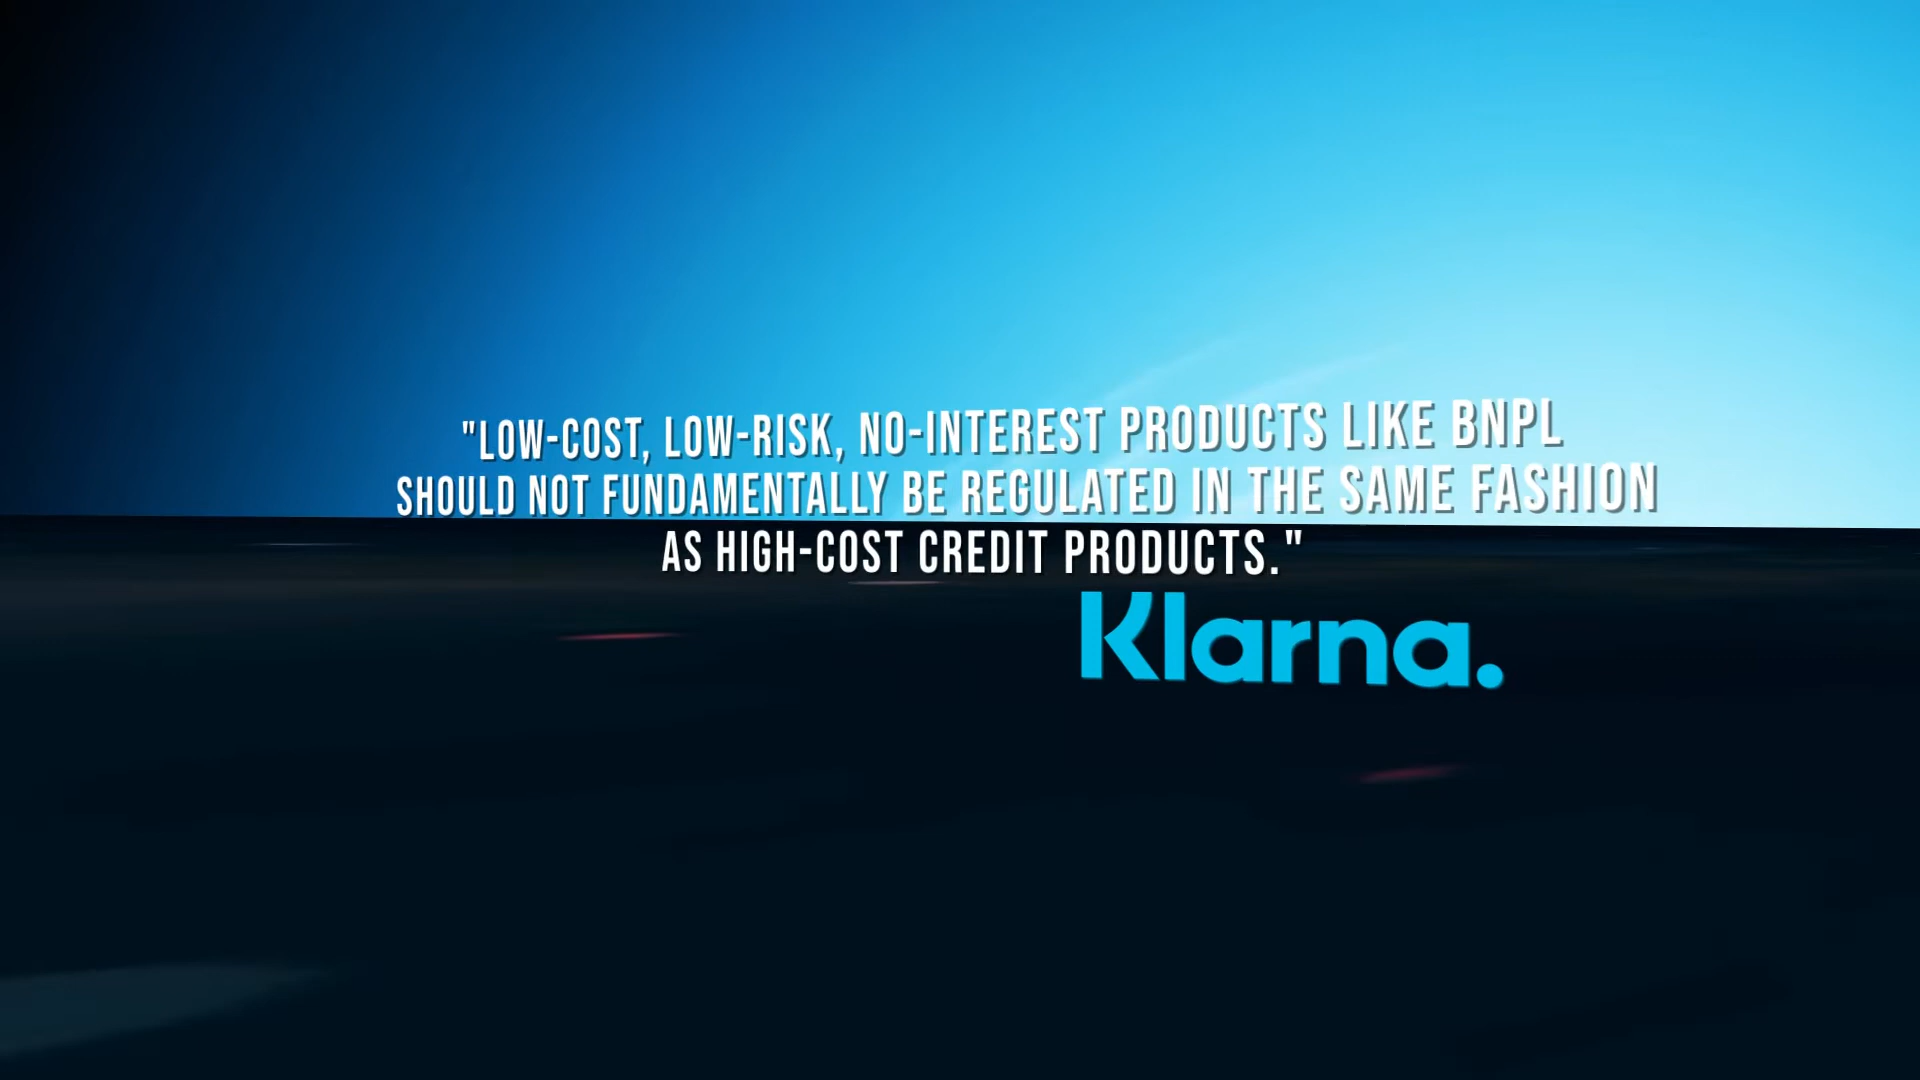 "LOW-COST, LOW-RISK, NO-INTEREST PRODUCTS LIKE BNPL
SHOULD NOT FUNDAMENTALLY BE REGULATED IN THE SAME FASHION
AS HIGH-COST CREDIT PRODUCTS."
Klarna.